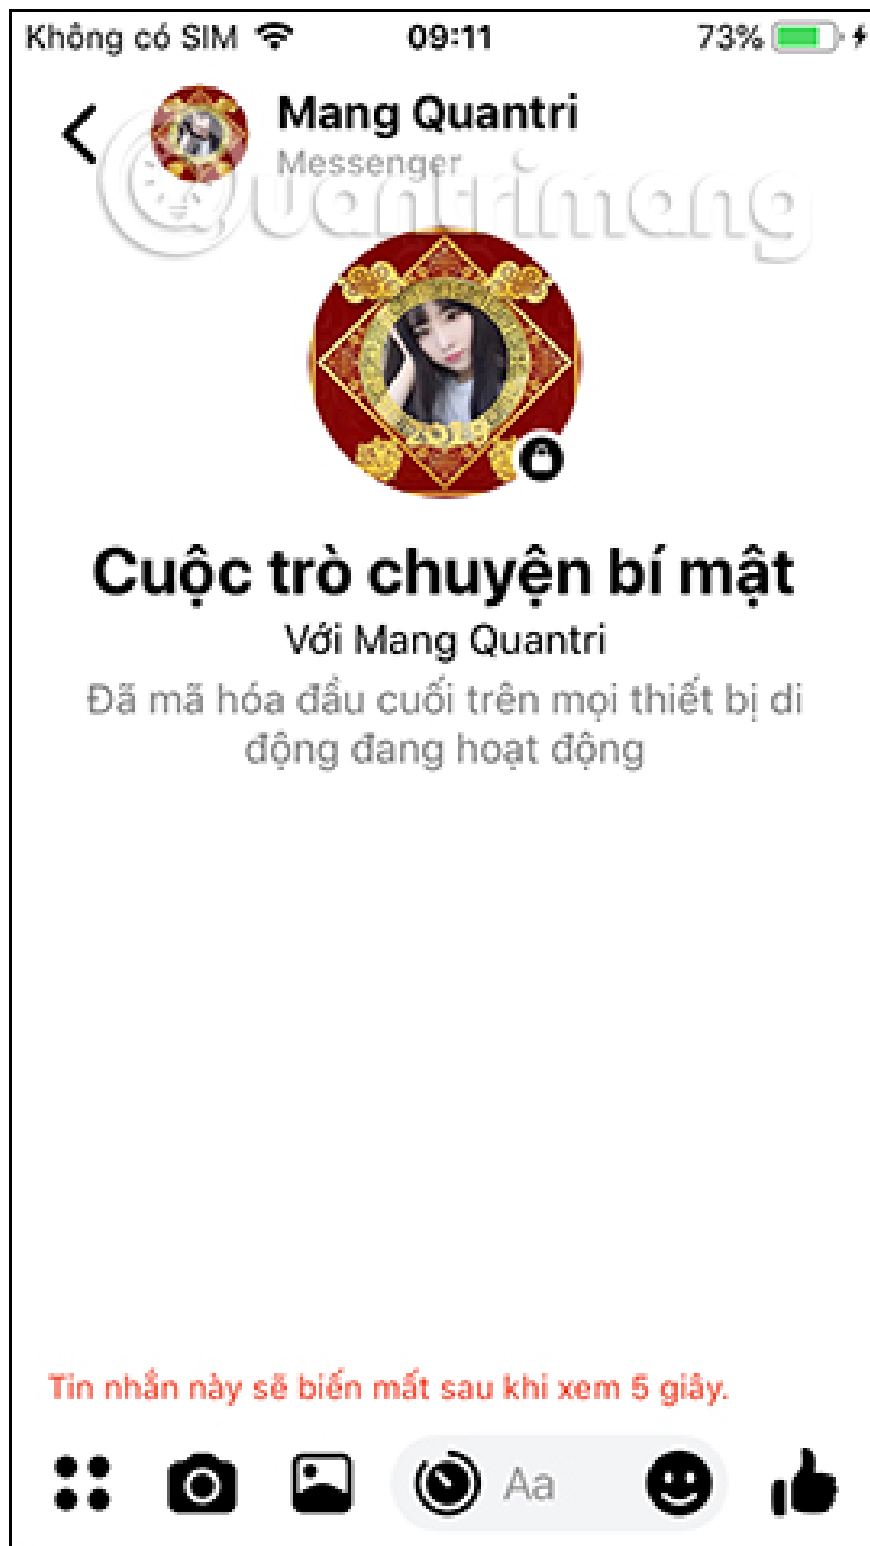 Không có SIM 09:11 73%
Mang Quantri
Messenger
Quantrimang
2019
Cuộc trò chuyện bí mật
Với Mang Quantri
Đã mã hóa đầu cuối trên mọi thiết bị di
động đang hoạt động
Tin nhắn này sẽ biến mất sau khi xem 5 giây.
Aa